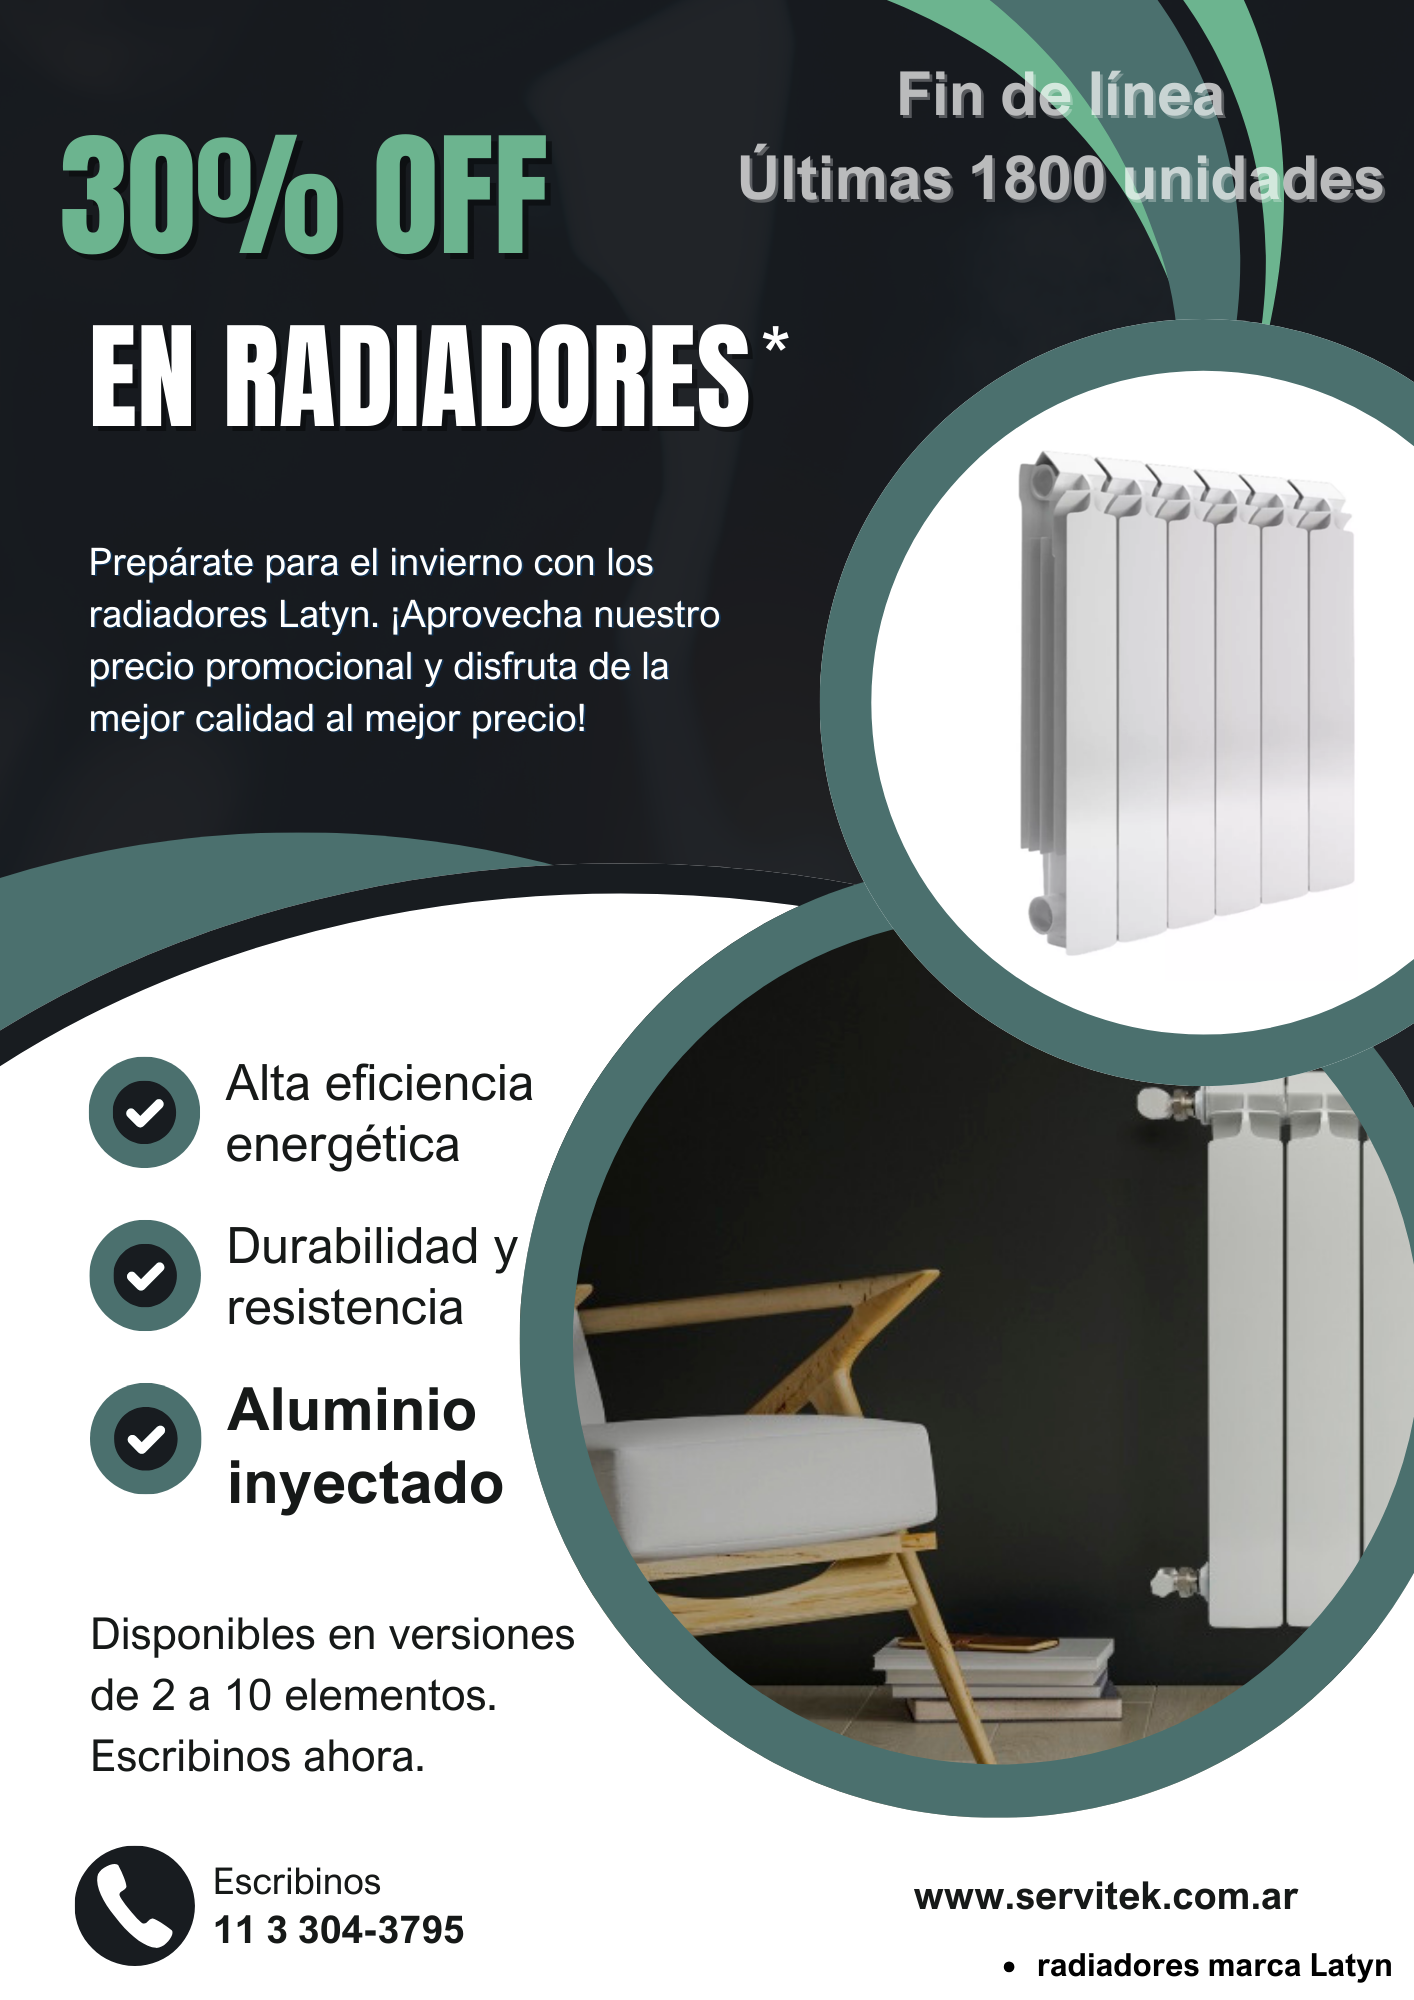 Fin de línea
Últimas 1800 unidades
30% OFF
EN RADIADORES*
Prepárate para el invierno con los
radiadores Latyn. ¡Aprovecha nuestro
precio promocional y disfruta de la
mejor calidad al mejor precio!
Alta eficiencia
energética
Durabilidad y
resistencia
Aluminio
inyectado
Disponibles en versiones
de 2 a 10 elementos.
Escribinos ahora.
Escribinos
11 3 304-3795
www.servitek.com.ar
• radiadores marca Latyn